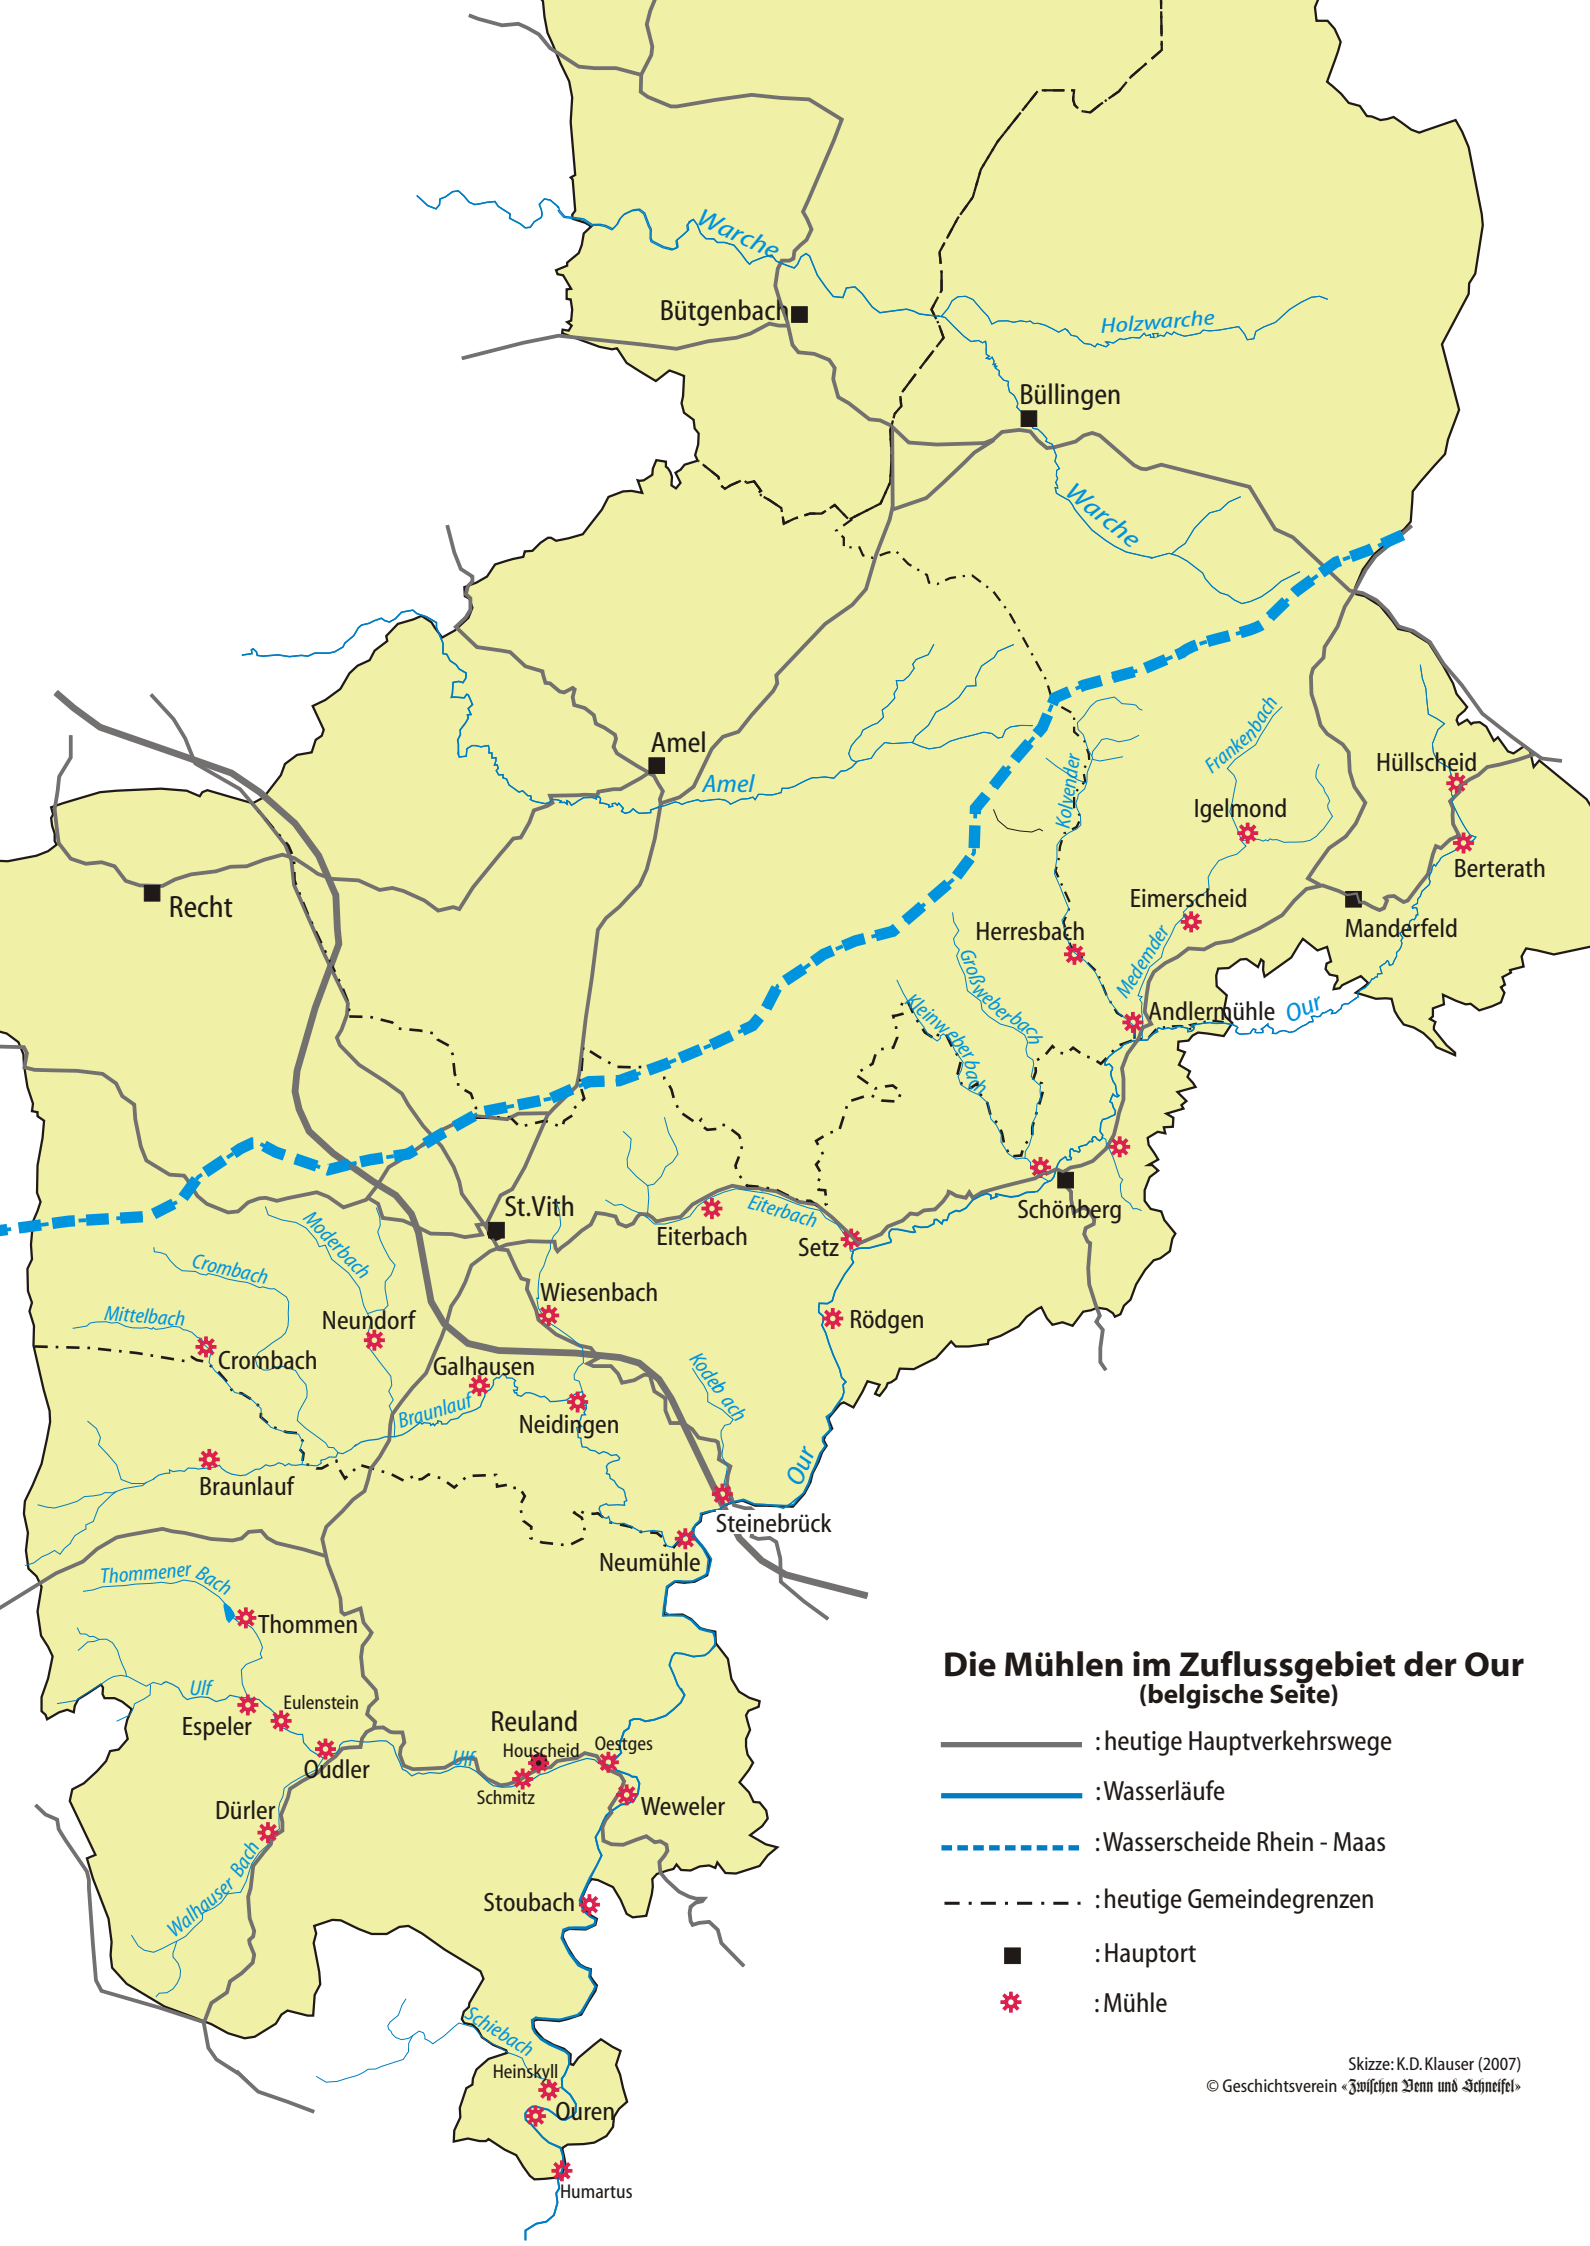 Warche
Bütgenbach
Holzwarche
Büllingen
Warche
Amel
Amel
Frankenbach
Hüllscheid
Kolvender
Igelmond
Berterath
Recht
Eimerscheid
Herresbach
Manderfeld
Großweberbach
Medemder
Kleinweberbach
Andlermühle
Our
St.Vith
Schönberg
Eiterbach
Eiterbach
Setz
Moderbach
Crombach
Wiesenbach
Mittelbach
Neundorf
Rödgen
Crombach
Galhausen
Kodeb ach
Braunlauf
Neidingen
Our
Braunlauf
Steinebrück
Neumühle
Thommener Bach
Thommen
Ulf
Espeler
Eulenstein
Reuland
Houscheid
Oestges
Oudler
Ulf
Schmitz
Weweler
Dürler
Walhauser Bach
Stoubach
Schiebach
Heinskyll
Ouren
Humartus
Die Mühlen im Zuflussgebiet der Our
(belgische Seite)
: heutige Hauptverkehrswege
: Wasserläufe
: Wasserscheide Rhein - Maas
: heutige Gemeindegrenzen
: Hauptort
: Mühle
Skizze: K.D. Klauser (2007)
© Geschichtsverein «Zwischen Venn und Schneifel»